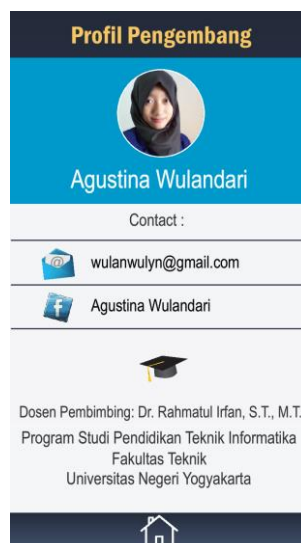 Profil Pengembang
Agustina Wulandari
Contact :
wulanwulyn@gmail.com
Agustina Wulandari
Dosen Pembimbing: Dr. Rahmatul Irfan, S.T., M.T.
Program Studi Pendidikan Teknik Informatika
Fakultas Teknik
Universitas Negeri Yogyakarta